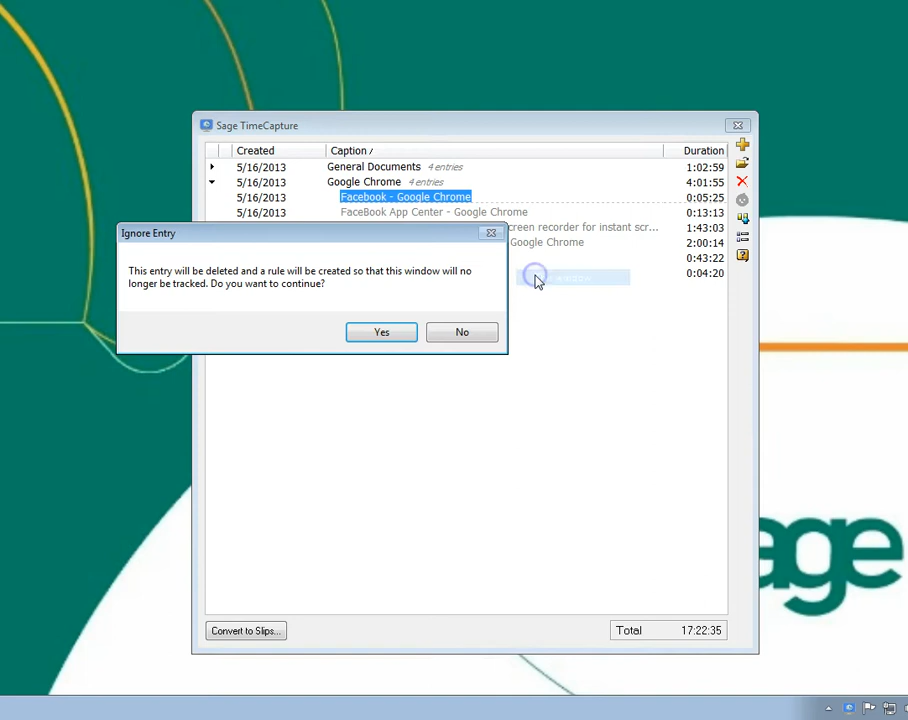 Sage TimeCapture
Created Caption / Duration
5/16/2013 General Documents 4 entries 1:02:59
5/16/2013 Google Chrome 4 entries 4:01:55
5/16/2013 Facebook - Google Chrome 0:05:25
5/16/2013 FaceBook App Center - Google Chrome 0:13:13
creen recorder for instant scr... 1:43:03
Google Chrome 2:00:14
0:43:22
0:04:20
Ignore Entry
This entry will be deleted and a rule will be created so that this window will no
longer be tracked. Do you want to continue?
Yes No
Convert to Slips... Total 17:22:35
age